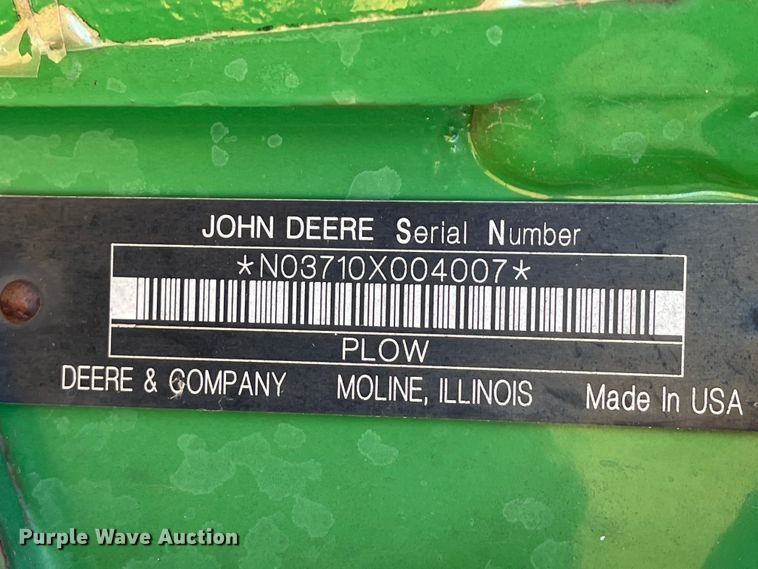 JOHN DEERE Serial Number
*N03710X004007*
PLOW
DEERE & COMPANY MOLINE, ILLINOIS Made In USA
Purple Wave Auction